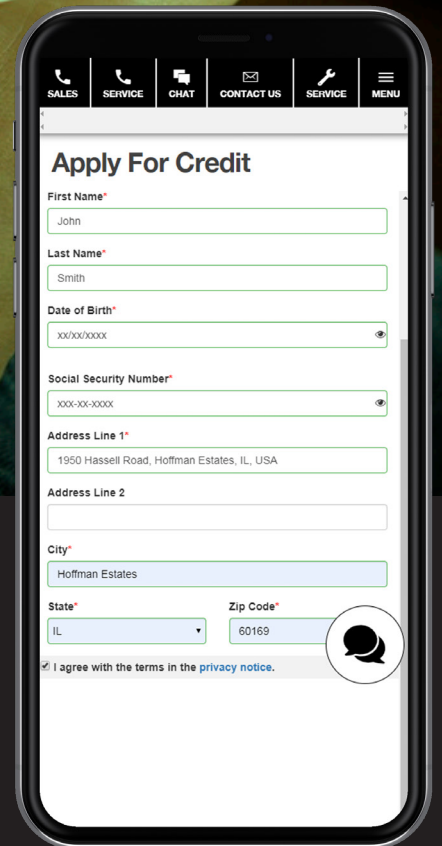 SALES SERVICE CHAT CONTACT US SERVICE MENU
Apply For Credit
First Name*
John
Last Name*
Smith
Date of Birth*
xx/xx/xxxx
Social Security Number*
xxx-xx-xxxx
Address Line 1*
1950 Hassell Road, Hoffman Estates, IL, USA
Address Line 2
City*
Hoffman Estates
State* Zip Code*
IL 60169
I agree with the terms in the privacy notice.